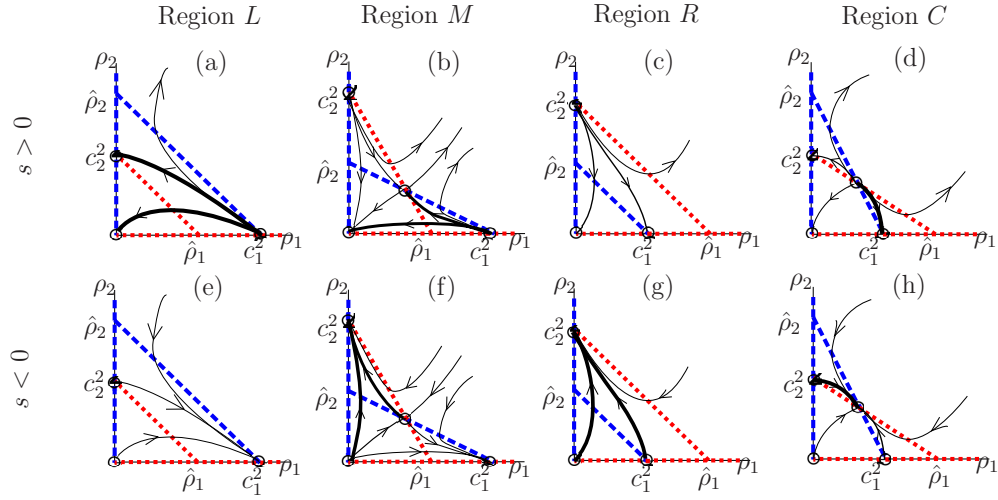 Region L Region M Region R Region C
s > 0
(a) (b) (c) (d)
ρ₂ ρ₂ ρ₂ ρ₂
ρ̂₂ c₂² c₂² ρ̂₂
c₂² ρ̂₂ ρ̂₂ c₂²
ρ̂₁ c₁² ρ₁ ρ̂₁ c₁² ρ₁ c₁² ρ̂₁ ρ₁ c₁² ρ̂₁ ρ₁
s < 0
(e) (f) (g) (h)
ρ₂ ρ₂ ρ₂ ρ₂
ρ̂₂ c₂² c₂² ρ̂₂
c₂² ρ̂₂ ρ̂₂ c₂²
ρ̂₁ c₁² ρ₁ ρ̂₁ c₁² ρ₁ c₁² ρ̂₁ ρ₁ c₁² ρ̂₁ ρ₁